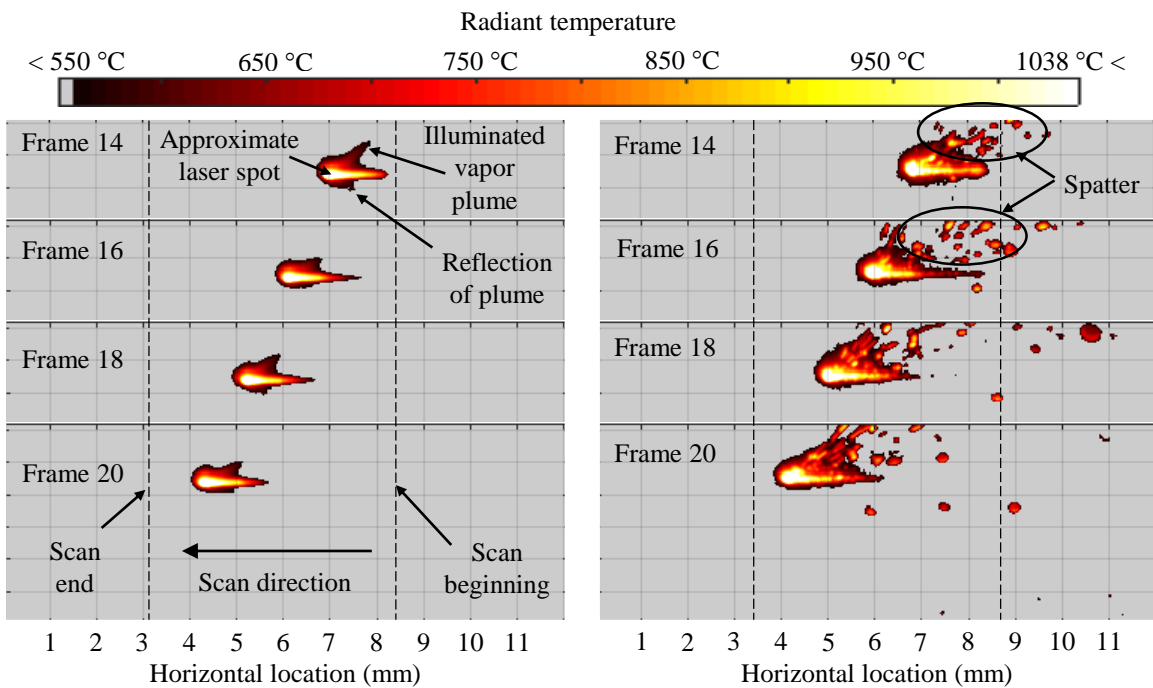 Radiant temperature
< 550 °C 650 °C 750 °C 850 °C 950 °C 1038 °C <
Frame 14
Approximate
laser spot
Illuminated
vapor
plume
Frame 16
Reflection
of plume
Frame 18
Frame 20
Scan
end
Scan direction
Scan
beginning
1 2 3 4 5 6 7 8 9 10 11
Horizontal location (mm)
Frame 14
Spatter
Frame 16
Frame 18
Frame 20
1 2 3 4 5 6 7 8 9 10 11
Horizontal location (mm)